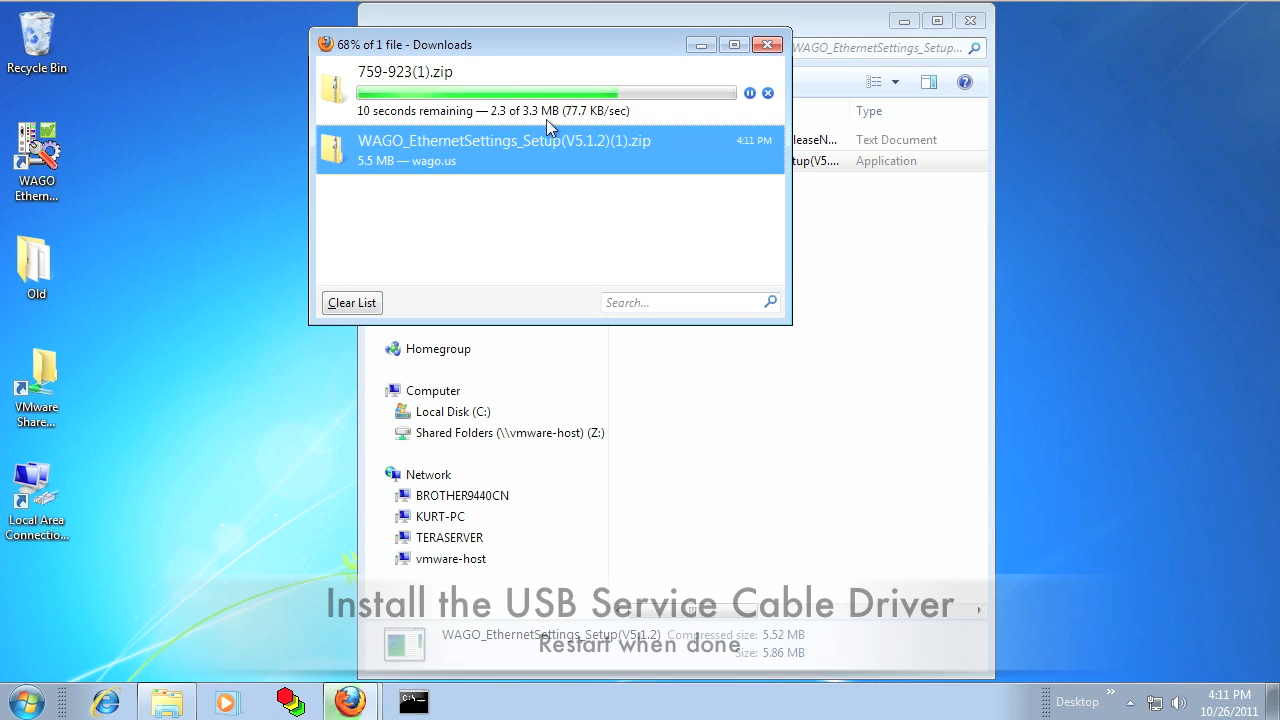 Recycle Bin
WAGO
Ethern...
Old
VMware
Share...
Local Area
Connectio...
68% of 1 file - Downloads
759-923(1).zip
10 seconds remaining — 2.3 of 3.3 MB (77.7 KB/sec)
WAGO_EthernetSettings_Setup(V5.1.2)(1).zip
4:11 PM
5.5 MB — wago.us
Clear List
Search...
WAGO_EthernetSettings_Setup...
Type
leaseN...
Text Document
tup(V5....
Application
Homegroup
Computer
Local Disk (C:)
Shared Folders (\\vmware-host) (Z:)
Network
BROTHER9440CN
KURT-PC
TERASERVER
vmware-host
Install the USB Service Cable Driver
WAGO_EthernetSettings_Setup(V5.1.2) Compressed size: 5.52 MB
Restart when done
Size: 5.86 MB
C:\...
Desktop
4:11 PM
10/26/2011